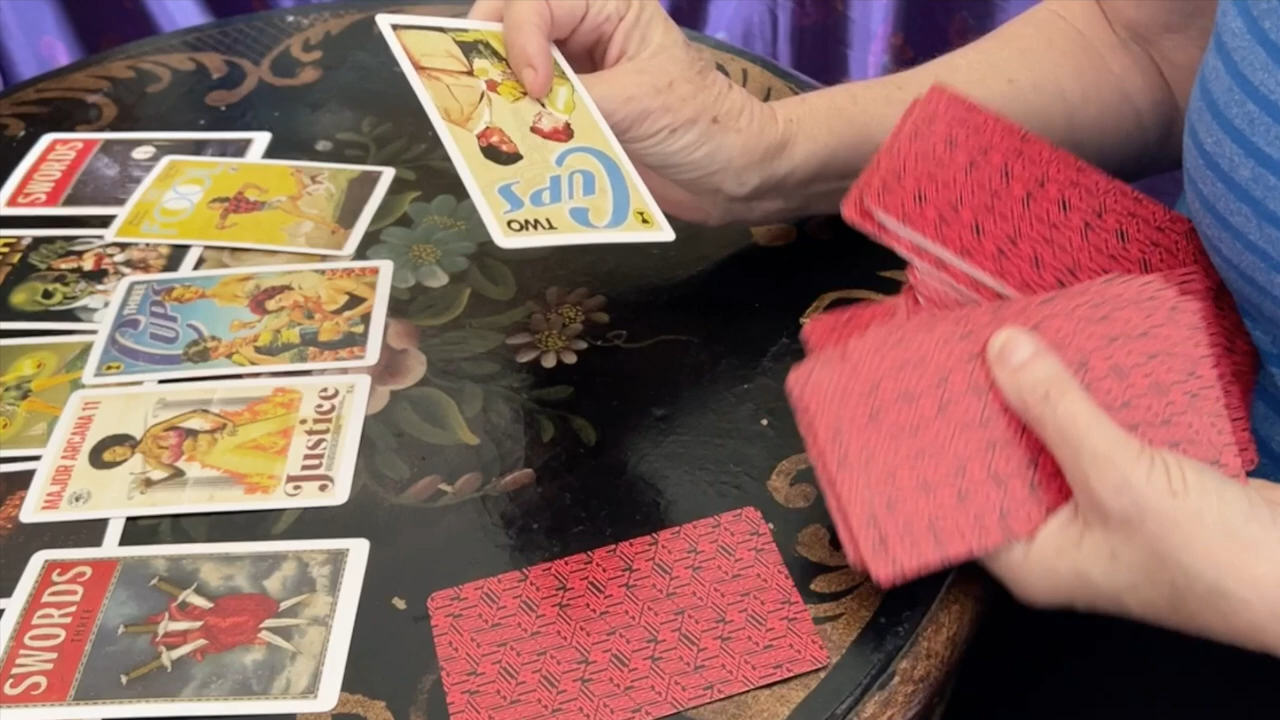 SWORDS
FOOL
TWO
CUPS
THREE
CUPS
MAJOR ARCANA 11
Justice
SWORDS
THREE